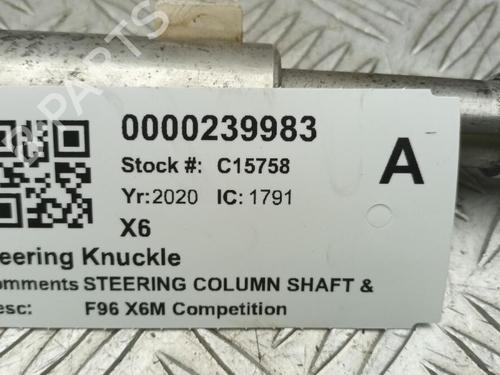 0000239983
Stock #: C15758
A
Yr:2020 IC:1791
X6
eering Knuckle
omments STEERING COLUMN SHAFT &
esc: F96 X6M Competition